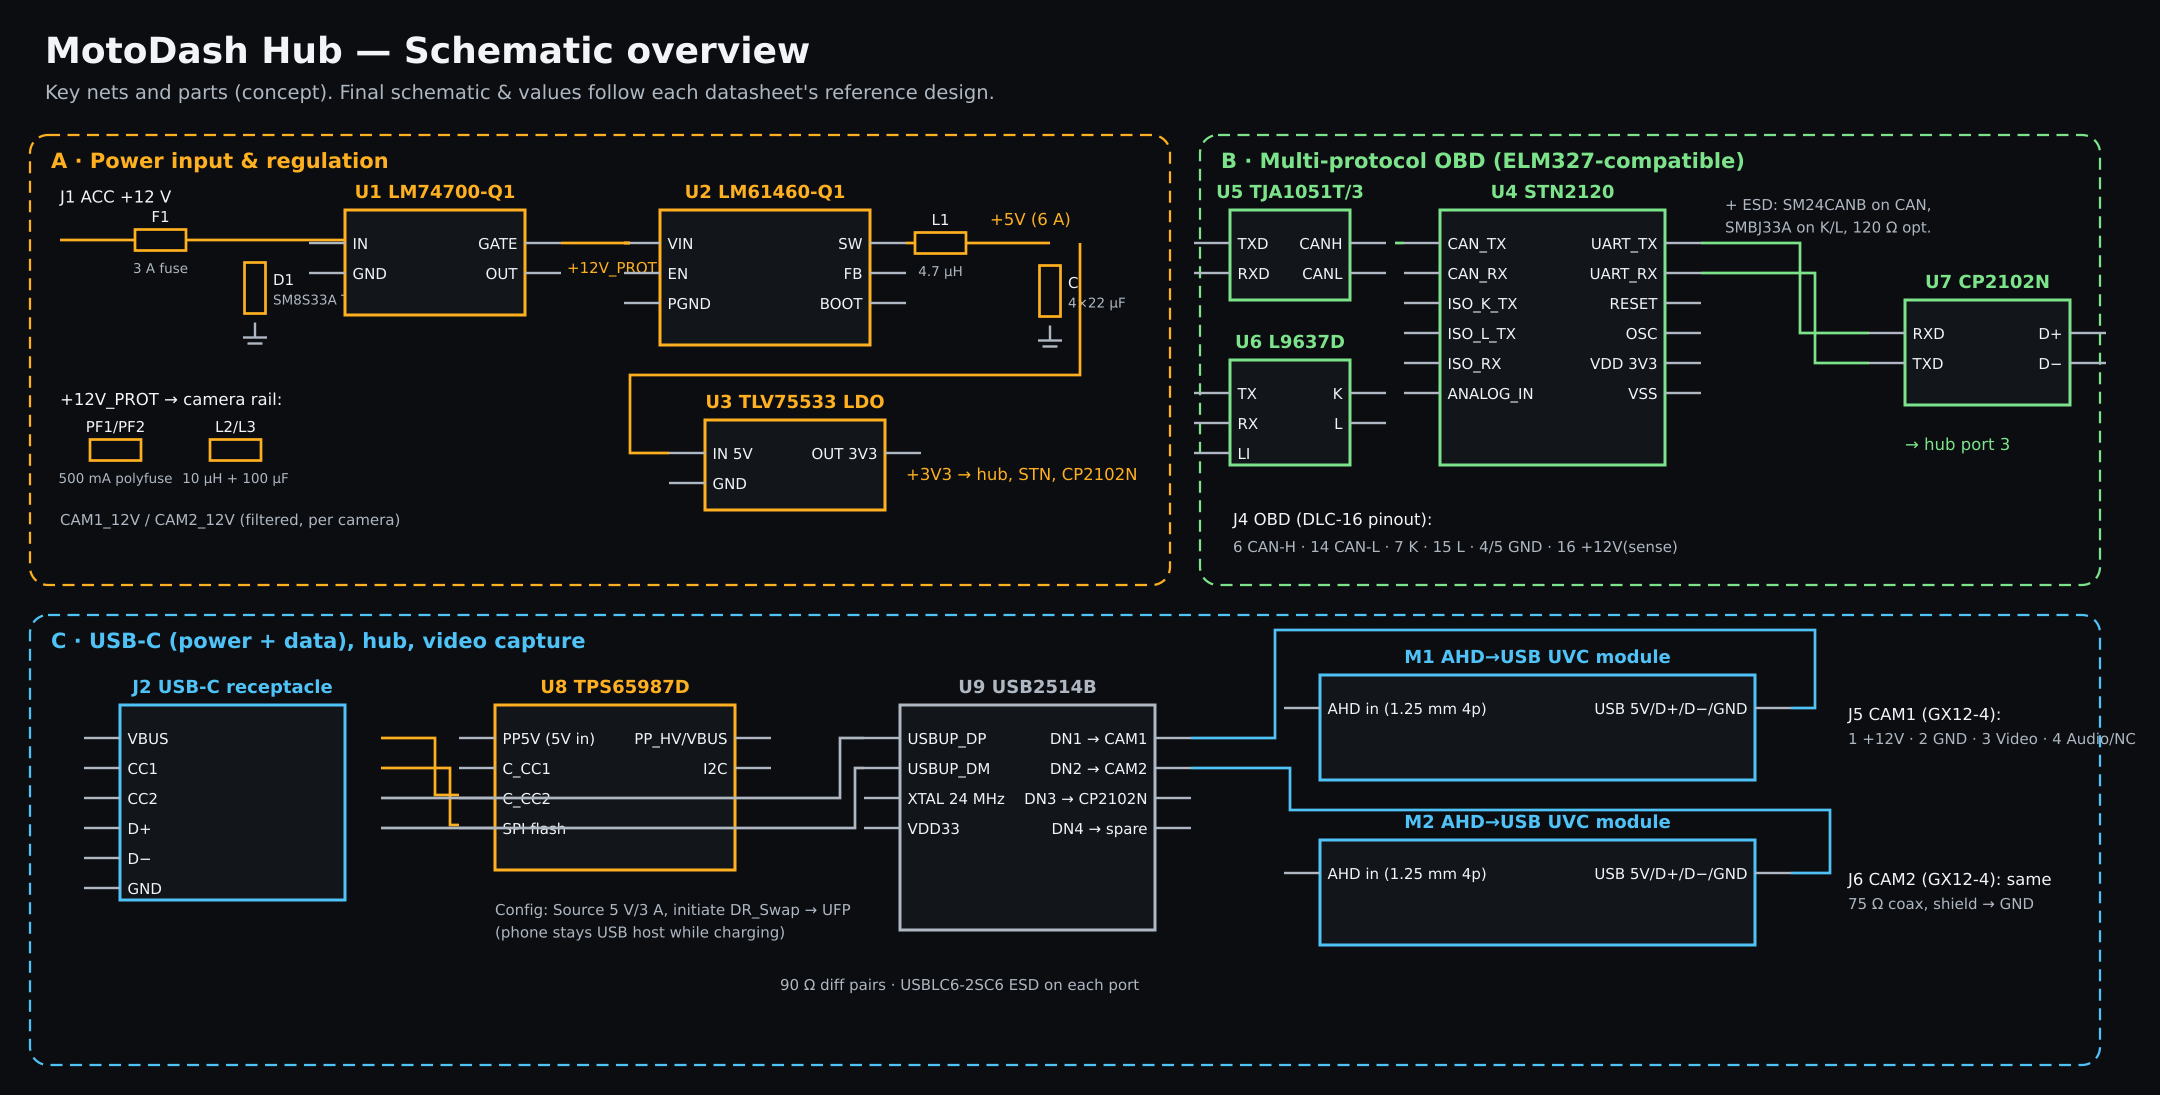 MotoDash Hub — Schematic overview
Key nets and parts (concept). Final schematic & values follow each datasheet's reference design.
A · Power input & regulation
J1 ACC +12 V
F1
3 A fuse
D1
SM8S33A
U1 LM74700-Q1
IN
GND
GATE
OUT
+12V_PROT
U2 LM61460-Q1
VIN
EN
PGND
SW
FB
BOOT
L1
4.7 µH
+5V (6 A)
C
4×22 µF
+12V_PROT → camera rail:
PF1/PF2
L2/L3
500 mA polyfuse
10 µH + 100 µF
CAM1_12V / CAM2_12V (filtered, per camera)
U3 TLV75533 LDO
IN 5V
GND
OUT 3V3
+3V3 → hub, STN, CP2102N
B · Multi-protocol OBD (ELM327-compatible)
U5 TJA1051T/3
TXD
RXD
CANH
CANL
U6 L9637D
TX
RX
LI
K
L
U4 STN2120
CAN_TX
CAN_RX
ISO_K_TX
ISO_L_TX
ISO_RX
ANALOG_IN
UART_TX
UART_RX
RESET
OSC
VDD 3V3
VSS
+ ESD: SM24CANB on CAN,
SMBJ33A on K/L, 120 Ω opt.
U7 CP2102N
RXD
TXD
D+
D−
→ hub port 3
J4 OBD (DLC-16 pinout):
6 CAN-H · 14 CAN-L · 7 K · 15 L · 4/5 GND · 16 +12V(sense)
C · USB-C (power + data), hub, video capture
J2 USB-C receptacle
VBUS
CC1
CC2
D+
D−
GND
U8 TPS65987D
PP5V (5V in)
C_CC1
C_CC2
SPI flash
PP_HV/VBUS
I2C
Config: Source 5 V/3 A, initiate DR_Swap → UFP
(phone stays USB host while charging)
U9 USB2514B
USBUP_DP
USBUP_DM
XTAL 24 MHz
VDD33
DN1 → CAM1
DN2 → CAM2
DN3 → CP2102N
DN4 → spare
90 Ω diff pairs · USBLC6-2SC6 ESD on each port
M1 AHD→USB UVC module
AHD in (1.25 mm 4p)
USB 5V/D+/D−/GND
J5 CAM1 (GX12-4):
1 +12V · 2 GND · 3 Video · 4 Audio/NC
M2 AHD→USB UVC module
AHD in (1.25 mm 4p)
USB 5V/D+/D−/GND
J6 CAM2 (GX12-4): same
75 Ω coax, shield → GND